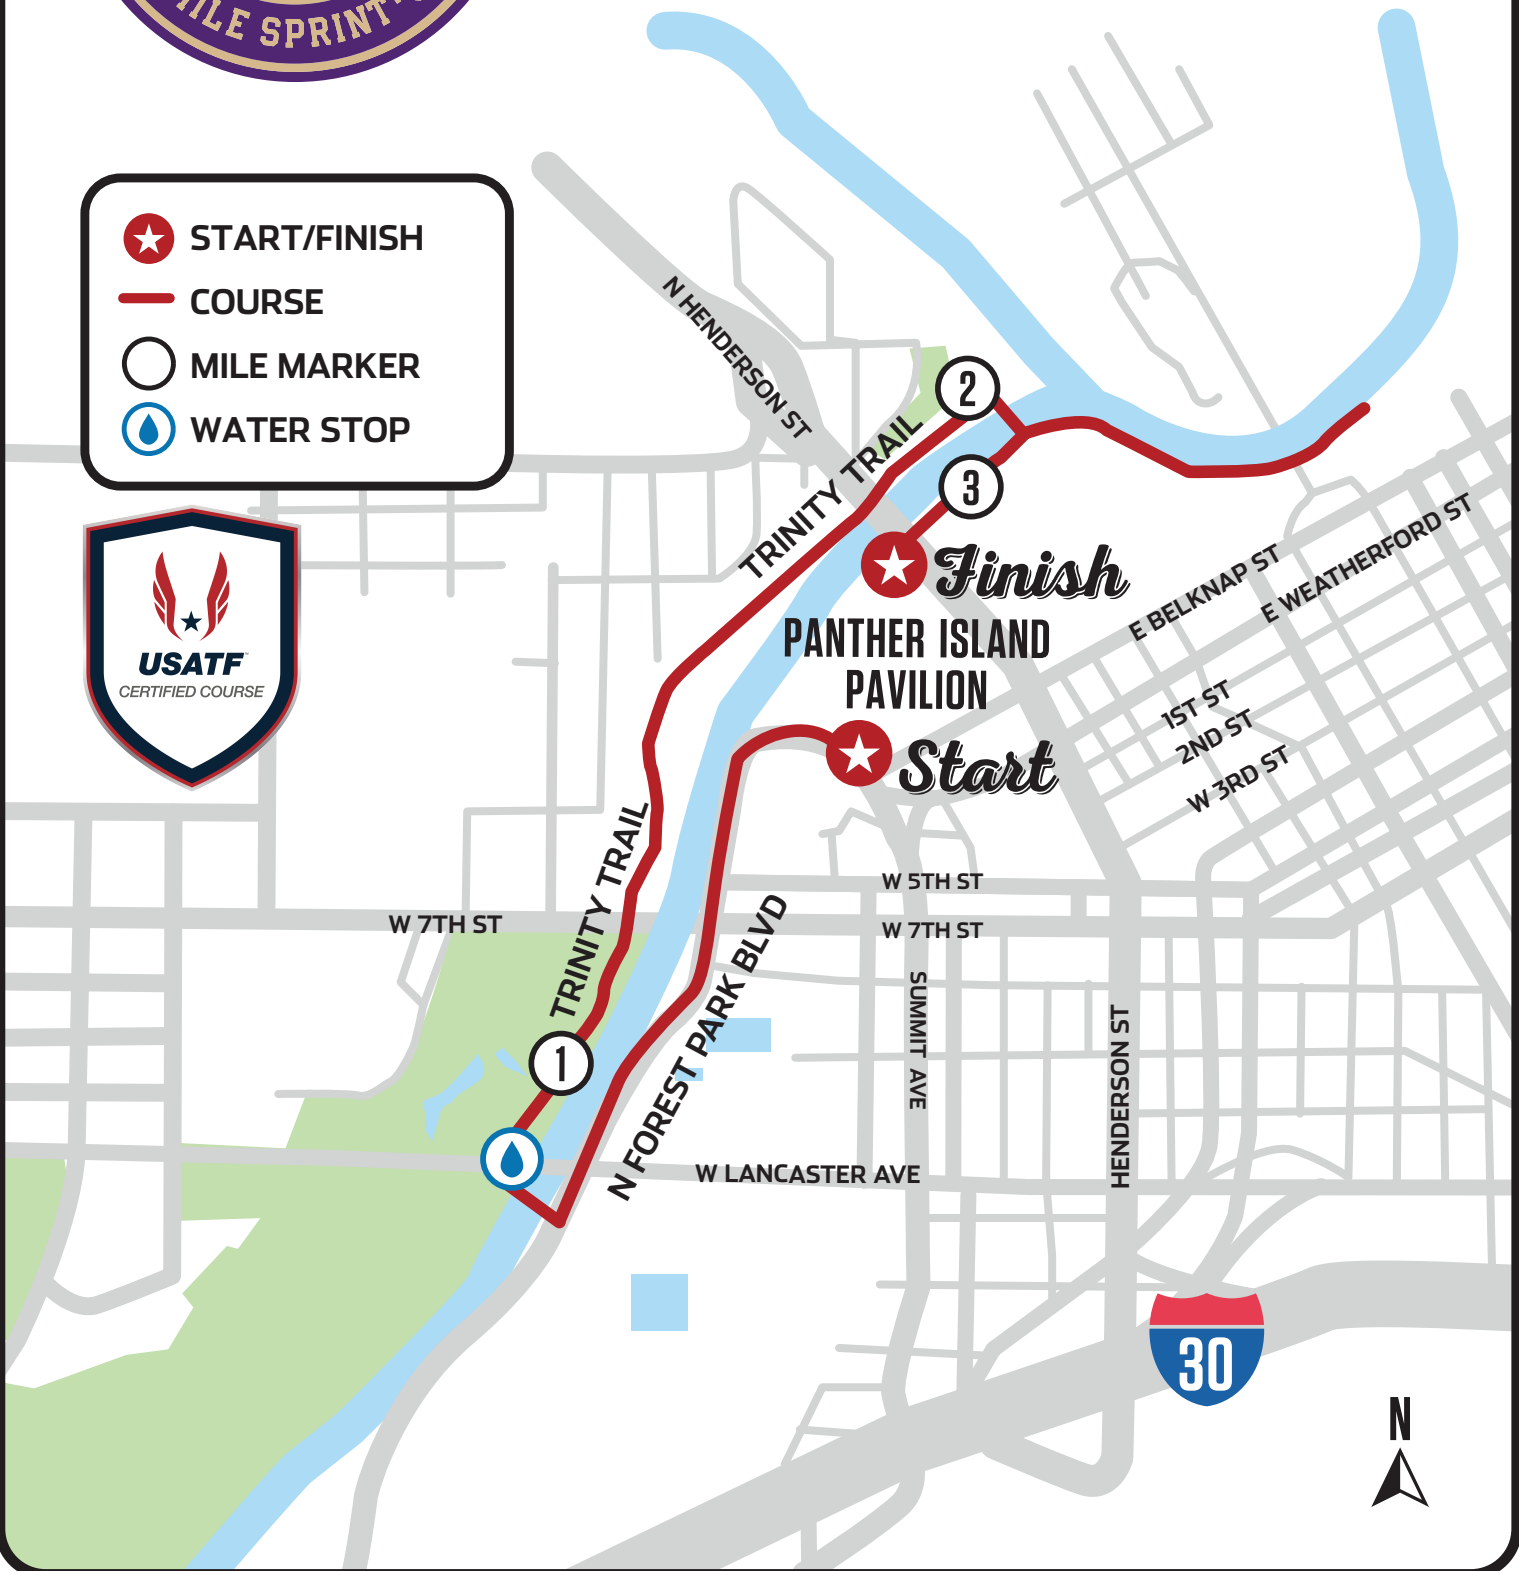 MILE SPRINT
START/FINISH
COURSE
MILE MARKER
WATER STOP
USATF
CERTIFIED COURSE
N HENDERSON ST
2
TRINITY TRAIL
3
Finish
PANTHER ISLAND
PAVILION
Start
E BELKNAP ST
E WEATHERFORD ST
1ST ST
2ND ST
W 3RD ST
TRINITY TRAIL
W 5TH ST
W 7TH ST
W 7TH ST
N FOREST PARK BLVD
SUMMIT AVE
HENDERSON ST
1
W LANCASTER AVE
30
N